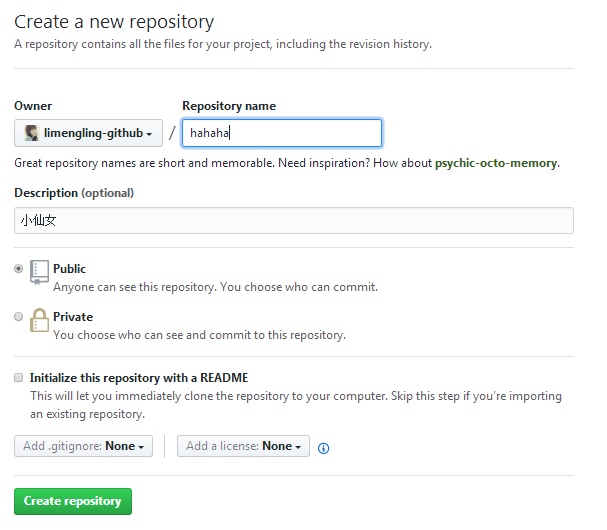 Create a new repository
A repository contains all the files for your project, including the revision history.
Owner Repository name
limengling-github / hahaha
Great repository names are short and memorable. Need inspiration? How about psychic-octo-memory.
Description (optional)
小仙女
Public
Anyone can see this repository. You choose who can commit.
Private
You choose who can see and commit to this repository.
Initialize this repository with a README
This will let you immediately clone the repository to your computer. Skip this step if you're importing
an existing repository.
Add .gitignore: None Add a license: None
Create repository